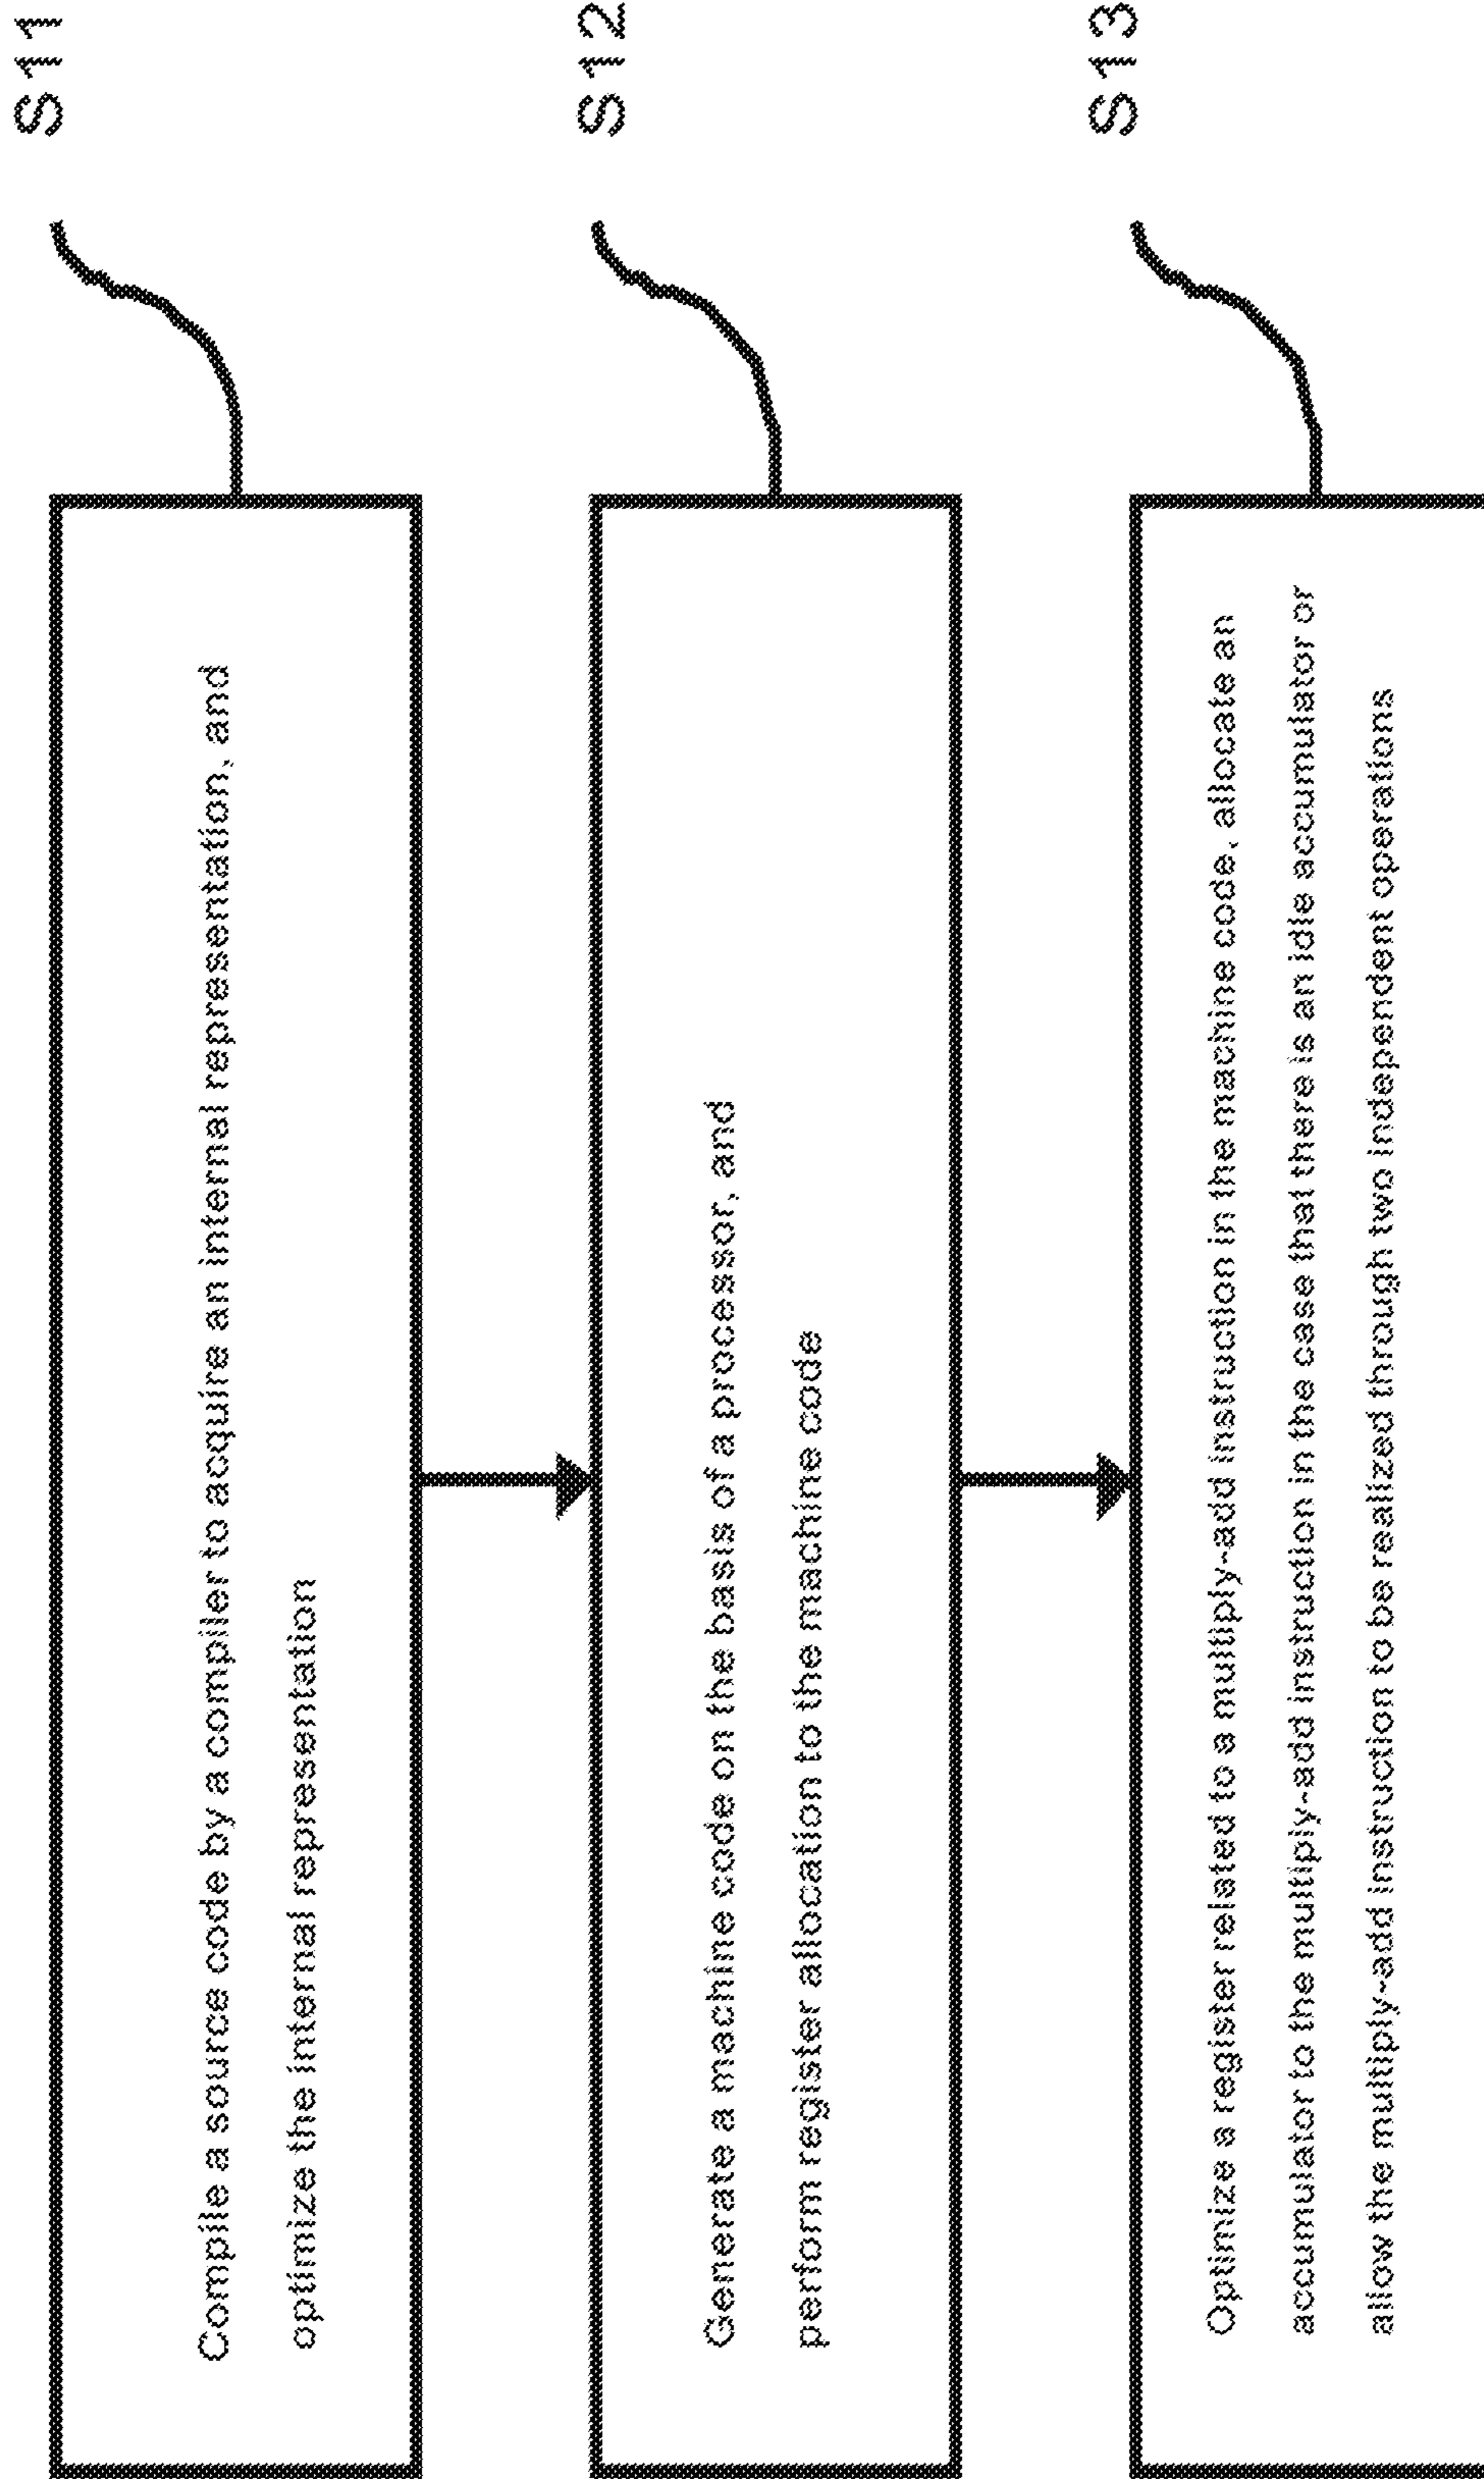 S11
Compile a source code by a compiler to acquire an internal representation, and
optimize the internal representation
S12
Generate a machine code on the basis of a processor, and
perform register allocation to the machine code
S13
Optimize a register related to a multiply-add instruction in the machine code, allocate an
accumulator to the multiply-add instruction in the case that there is an idle accumulator or
allow the multiply-add instruction to be realized through two independent operations